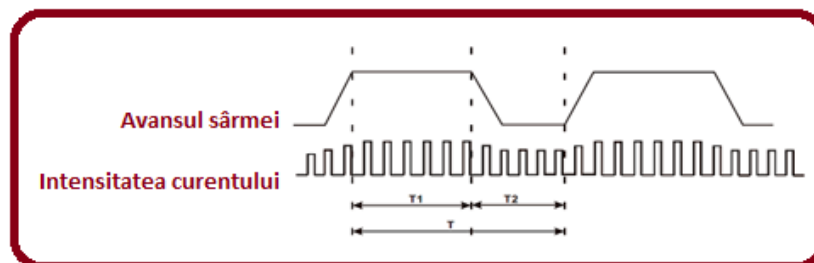 Avansul sârmei
Intensitatea curentului
T1 T2
T